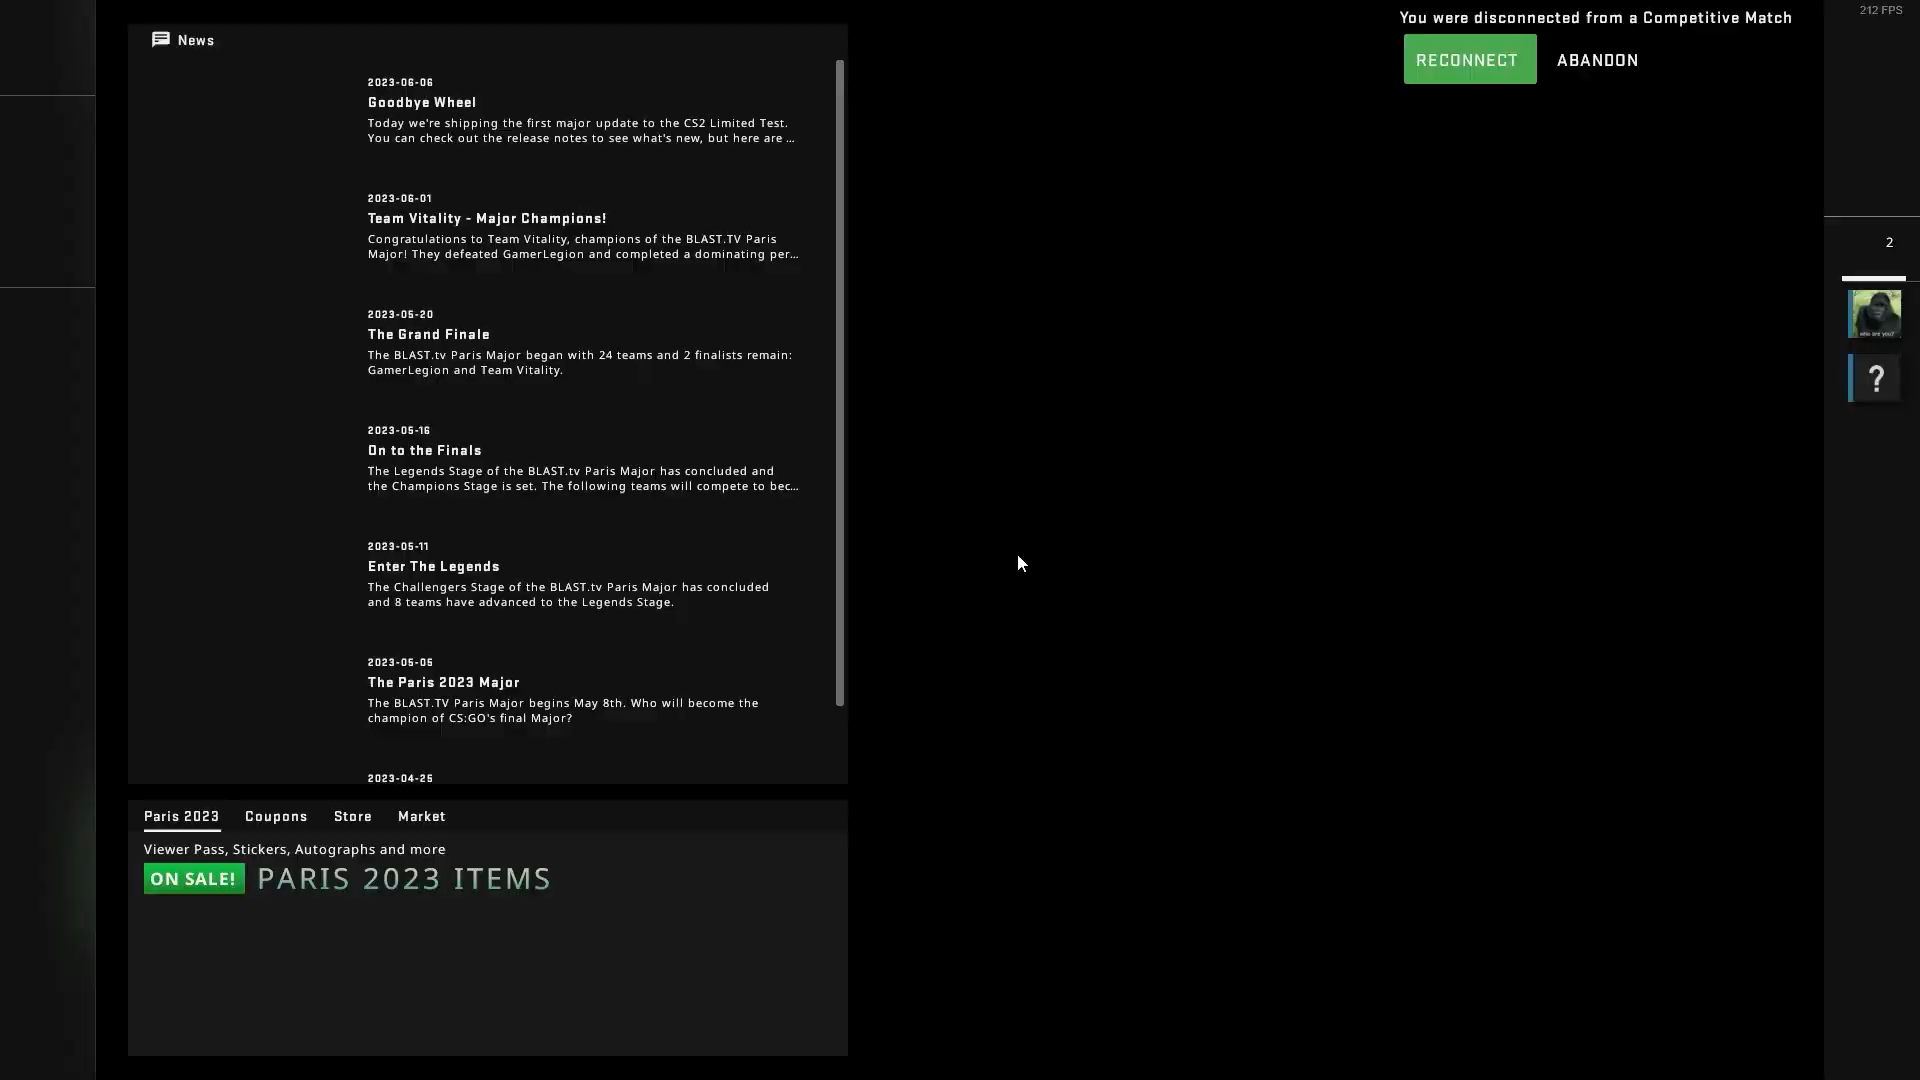 News
2023-06-06
Goodbye Wheel
Today we're shipping the first major update to the CS2 Limited Test.
You can check out the release notes to see what's new, but here are ...
2023-06-01
Team Vitality - Major Champions!
Congratulations to Team Vitality, champions of the BLAST.TV Paris
Major! They defeated GamerLegion and completed a dominating per...
2023-05-20
The Grand Finale
The BLAST.tv Paris Major began with 24 teams and 2 finalists remain:
GamerLegion and Team Vitality.
2023-05-16
On to the Finals
The Legends Stage of the BLAST.tv Paris Major has concluded and
the Champions Stage is set. The following teams will compete to bec...
2023-05-11
Enter The Legends
The Challengers Stage of the BLAST.tv Paris Major has concluded
and 8 teams have advanced to the Legends Stage.
2023-05-05
The Paris 2023 Major
The BLAST.TV Paris Major begins May 8th. Who will become the
champion of CS:GO's final Major?
2023-04-25
Paris 2023 Coupons Store Market
Viewer Pass, Stickers, Autographs and more
ON SALE! PARIS 2023 ITEMS
You were disconnected from a Competitive Match
RECONNECT ABANDON
212 FPS
2
who are you?
?